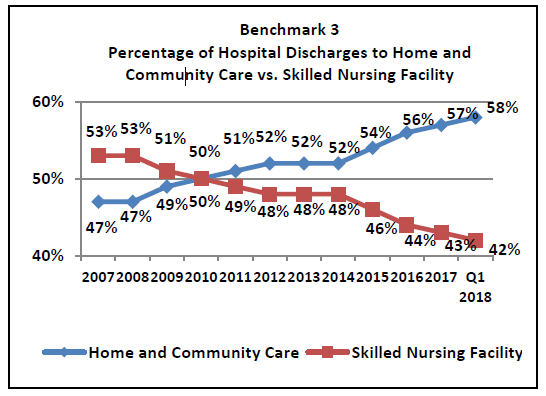 Benchmark 3
Percentage of Hospital Discharges to Home and
Community Care vs. Skilled Nursing Facility
60%
50%
40%
53% 53% 51% 50% 51% 52% 52% 52% 54% 56% 57% 58%
47% 47% 49% 50% 49% 48% 48% 48% 46% 44% 43% 42%
2007 2008 2009 2010 2011 2012 2013 2014 2015 2016 2017 Q1
2018
Home and Community Care Skilled Nursing Facility